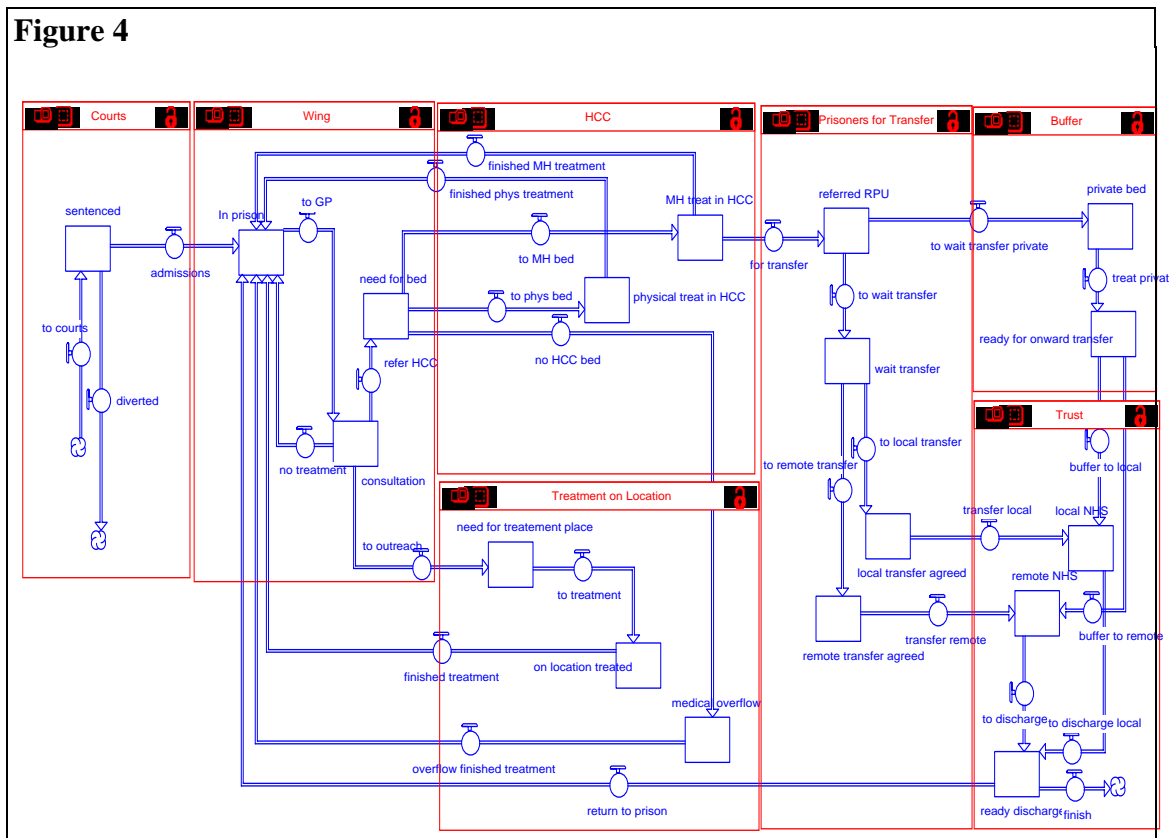 Figure 4
Courts
Wing
HCC
Prisoners for Transfer
Buffer
sentenced
admissions
to courts
diverted
In prison
to GP
need for bed
refer HCC
no treatment
consultation
to outreach
finished MH treatment
finished phys treatment
MH treat in HCC
to MH bed
to phys bed
physical treat in HCC
no HCC bed
for transfer
referred RPU
to wait transfer private
private bed
treat privat
ready for onward transfer
to wait transfer
wait transfer
to local transfer
to remote transfer
Trust
buffer to local
transfer local
local NHS
local transfer agreed
remote NHS
transfer remote
buffer to remote
remote transfer agreed
Treatment on Location
need for treatement place
to treatment
on location treated
finished treatment
medical overflow
overflow finished treatment
to discharge
to discharge local
return to prison
ready discharge
finish